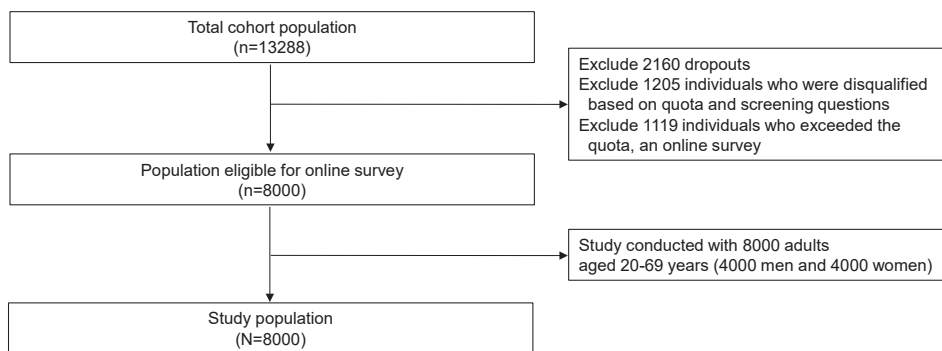 Total cohort population
(n=13288)
Exclude 2160 dropouts
Exclude 1205 individuals who were disqualified
based on quota and screening questions
Exclude 1119 individuals who exceeded the
quota, an online survey
Population eligible for online survey
(n=8000)
Study conducted with 8000 adults
aged 20-69 years (4000 men and 4000 women)
Study population
(N=8000)